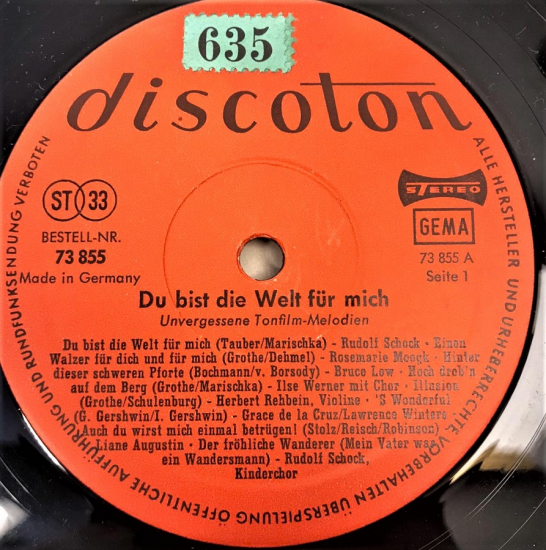 635
discoton
ALLE HERSTELLER UND URHEBERRECHTE VORBEHALTEN ÜBERSPIELUNG ÖFFENTLICHE AUFFÜHRUNG UND RUNDFUNKSENDUNG VERBOTEN
ST 33
STEREO
GEMA
BESTELL-NR.
73 855
Made in Germany
73 855 A
Seite 1
Du bist die Welt für mich
Unvergessene Tonfilm-Melodien
Du bist die Welt für mich (Tauber/Marischka) - Rudolf Schock · Einen
Walzer für dich und für mich (Grothe/Dehmel) - Rosemarie Moogk · Hinter
dieser schweren Pforte (Bochmann/v. Borsody) - Bruce Low · Hoch drob'n
auf dem Berg (Grothe/Marischka) - Ilse Werner mit Chor · Illusion
(Grothe/Schulenburg) - Herbert Rehbein, Violine · 'S Wonderful
(G. Gershwin/I. Gershwin) - Grace de la Cruz/Lawrence Winters ·
Auch du wirst mich einmal betrügen! (Stolz/Reisch/Robinson) -
Liane Augustin · Der fröhliche Wanderer (Mein Vater war
ein Wandersmann) - Rudolf Schock,
Kinderchor